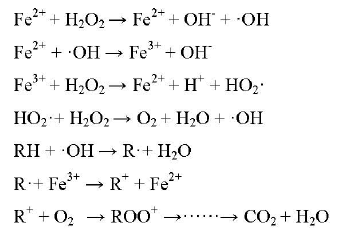 Fe²⁺ + H₂O₂ → Fe²⁺ + OH⁻ + ·OH
Fe²⁺ + ·OH → Fe³⁺ + OH⁻
Fe³⁺ + H₂O₂ → Fe²⁺ + H⁺ + HO₂·
HO₂·+ H₂O₂ → O₂ + H₂O + ·OH
RH + ·OH → R·+ H₂O
R·+ Fe³⁺ → R⁺ + Fe²⁺
R⁺ + O₂ → ROO⁺ →⋯⋯→ CO₂ + H₂O